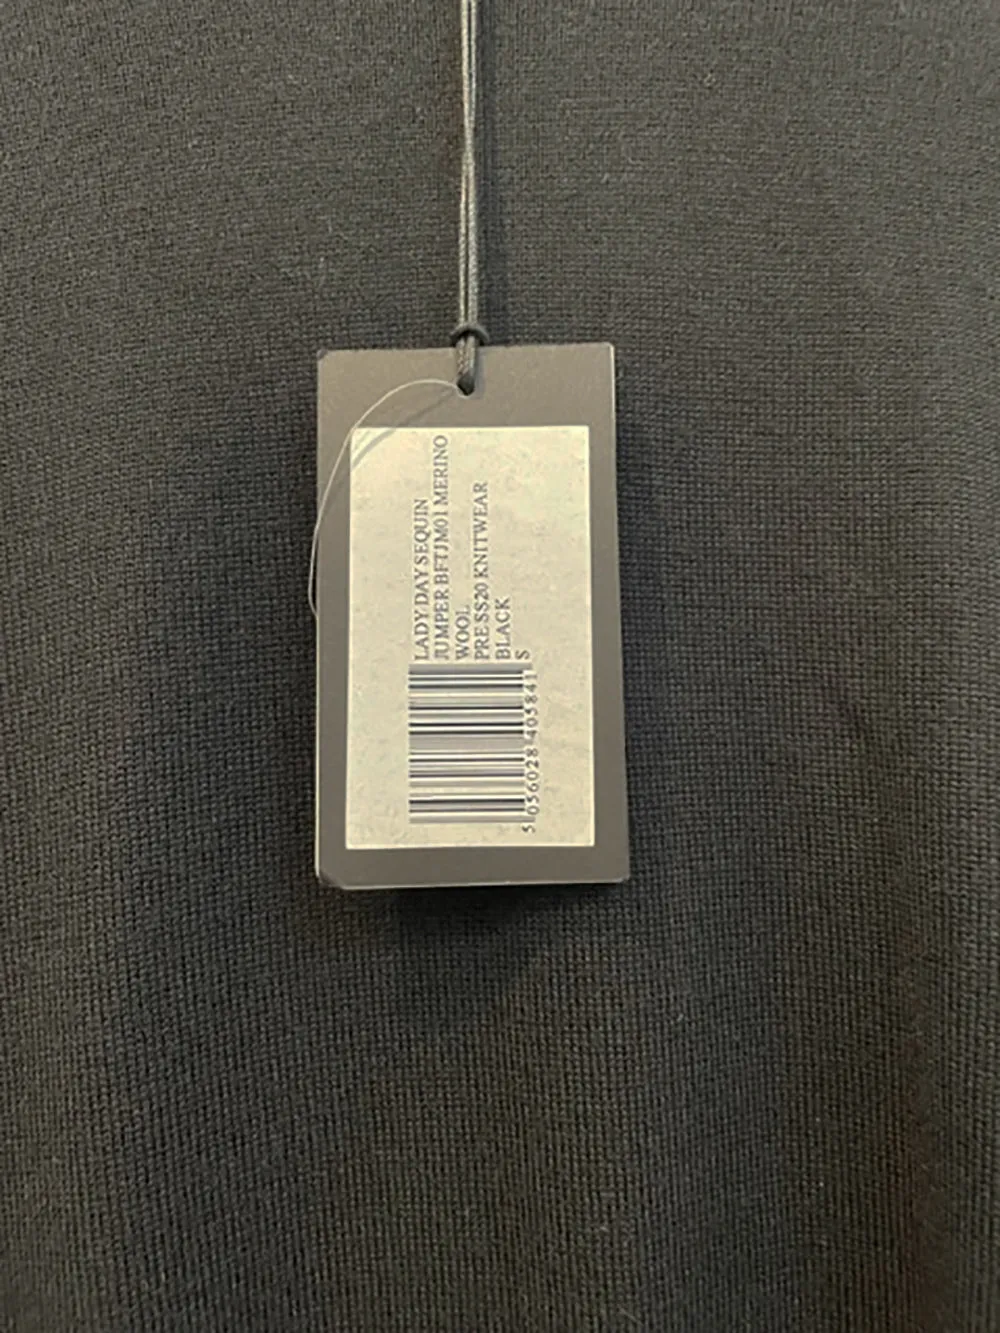 LADY DAY SEQUIN
JUMPER BFTJM01 MERINO
WOOL
PRESS20 KNITWEAR
BLACK
S
5 056028 405841